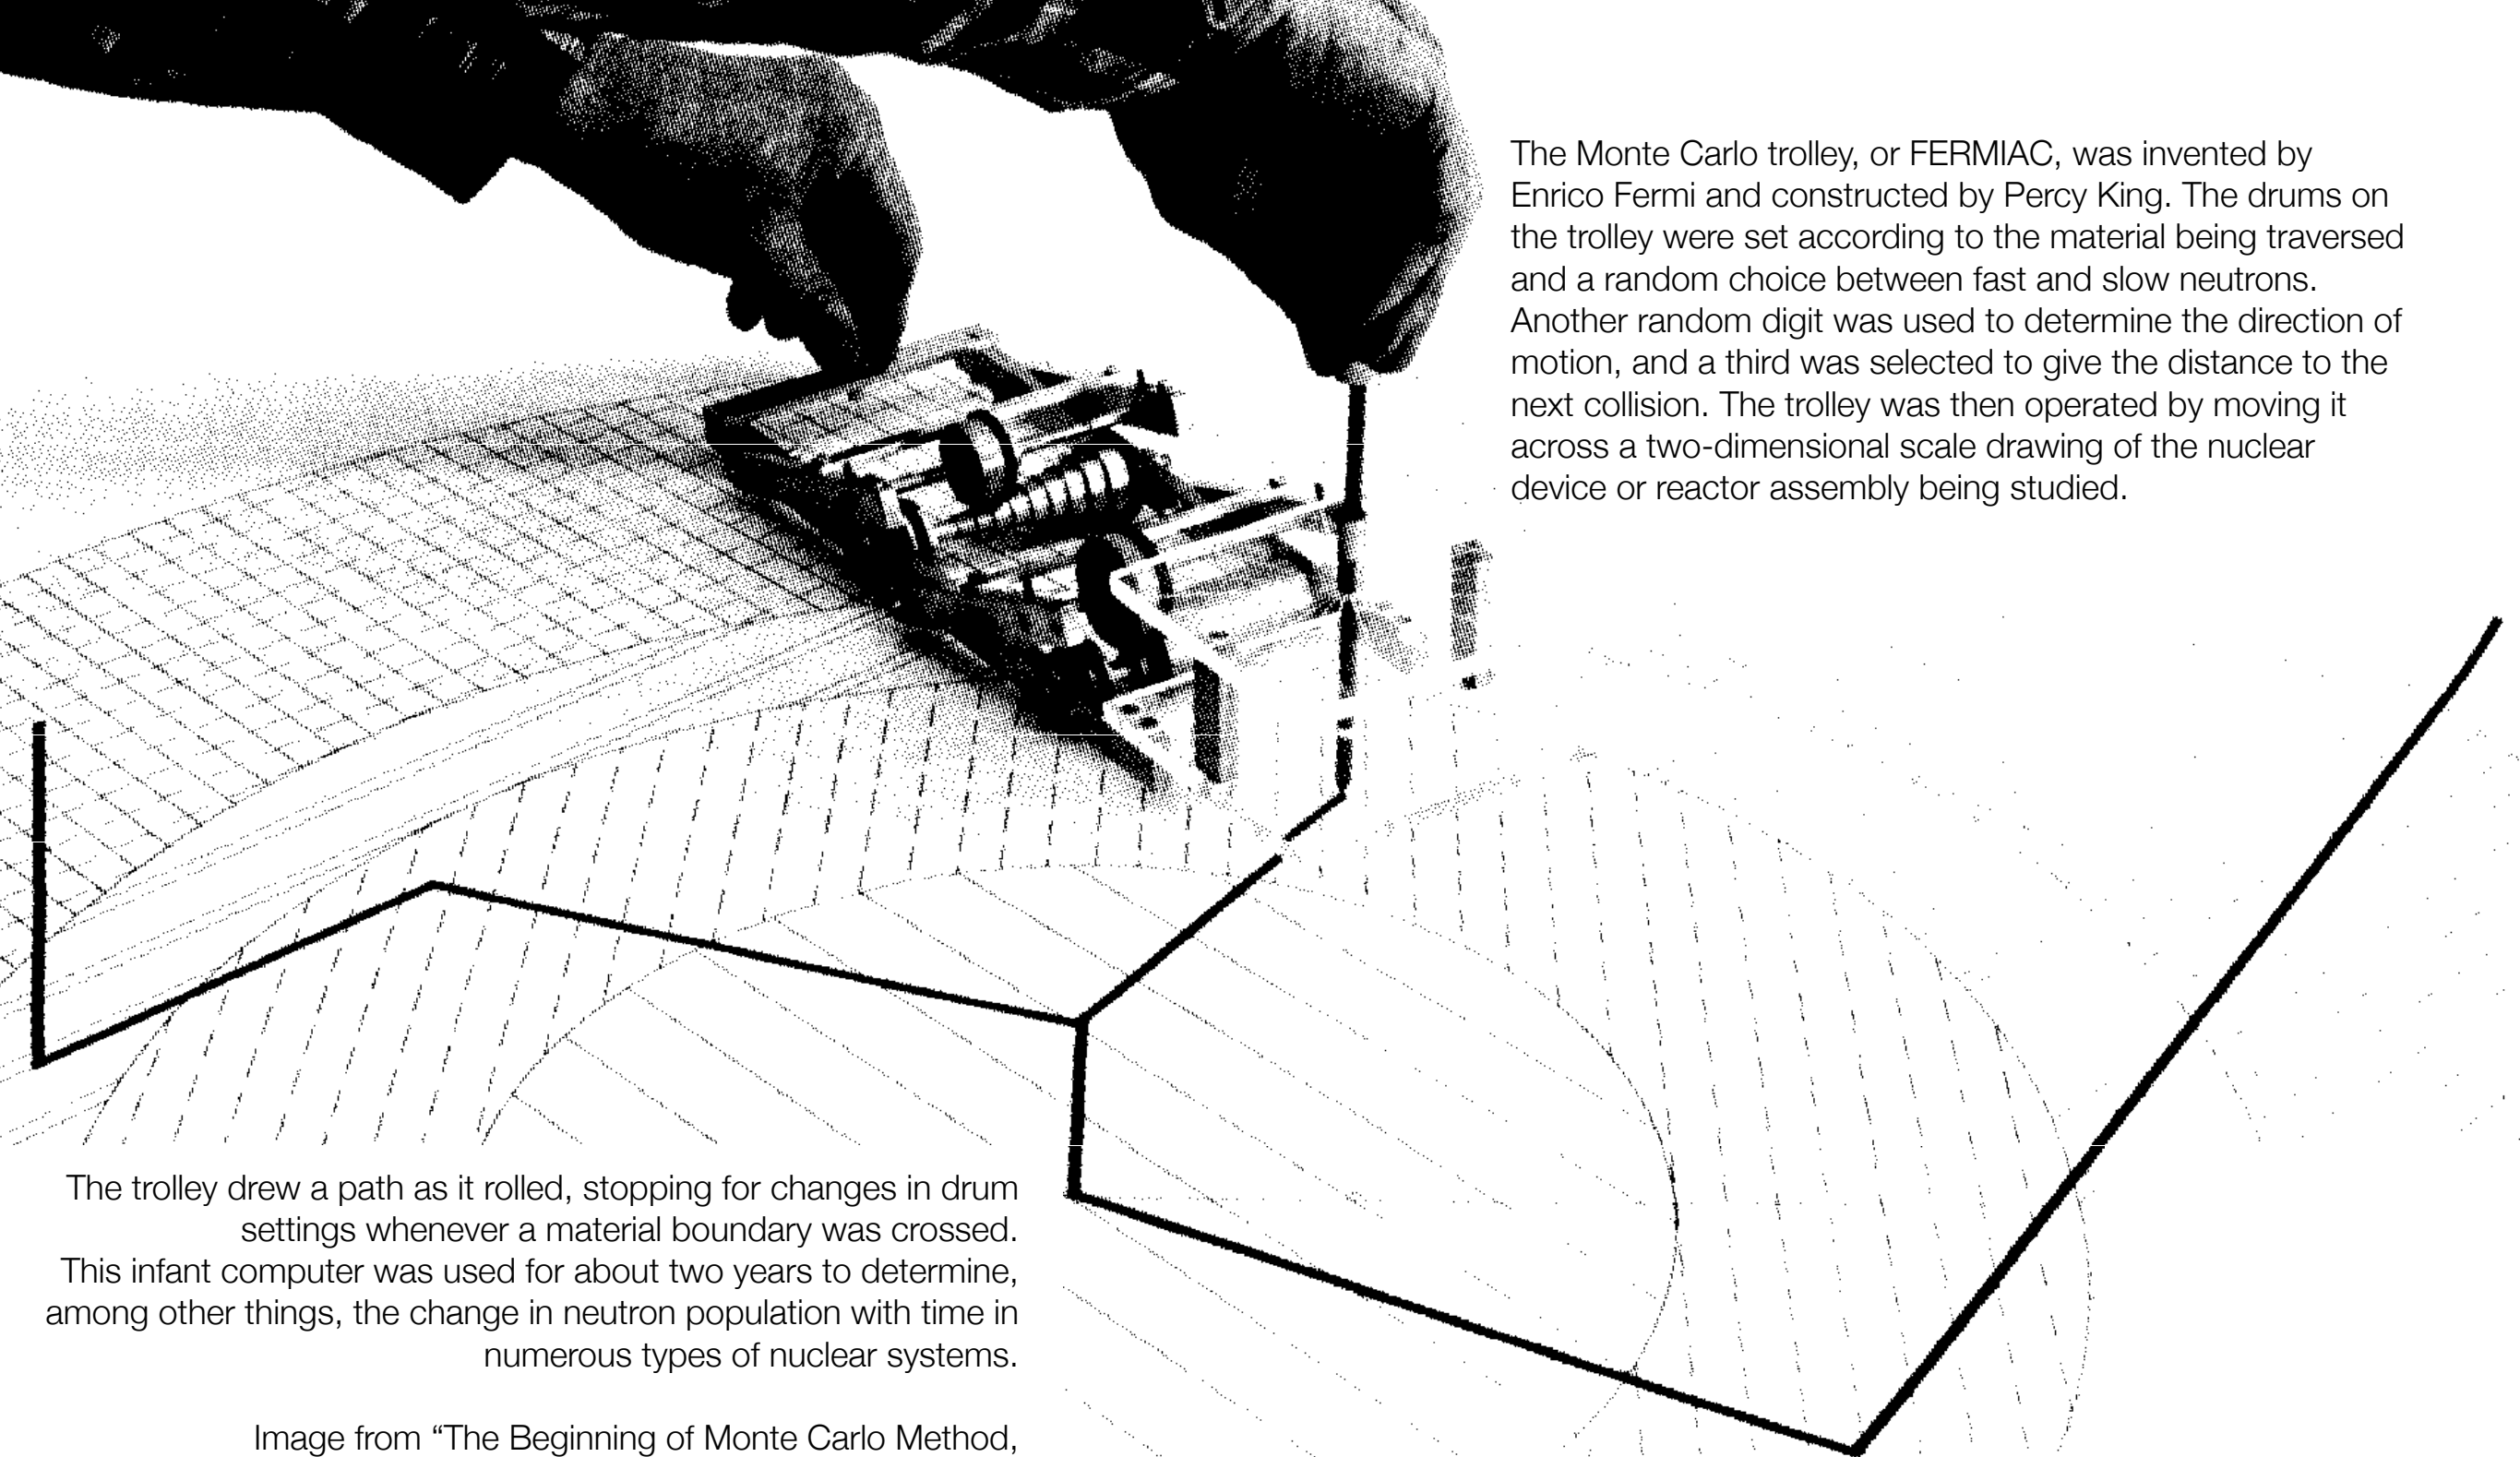 The Monte Carlo trolley, or FERMIAC, was invented by
Enrico Fermi and constructed by Percy King. The drums on
the trolley were set according to the material being traversed
and a random choice between fast and slow neutrons.
Another random digit was used to determine the direction of
motion, and a third was selected to give the distance to the
next collision. The trolley was then operated by moving it
across a two-dimensional scale drawing of the nuclear
device or reactor assembly being studied.
The trolley drew a path as it rolled, stopping for changes in drum
settings whenever a material boundary was crossed.
This infant computer was used for about two years to determine,
among other things, the change in neutron population with time in
numerous types of nuclear systems.
Image from “The Beginning of Monte Carlo Method,